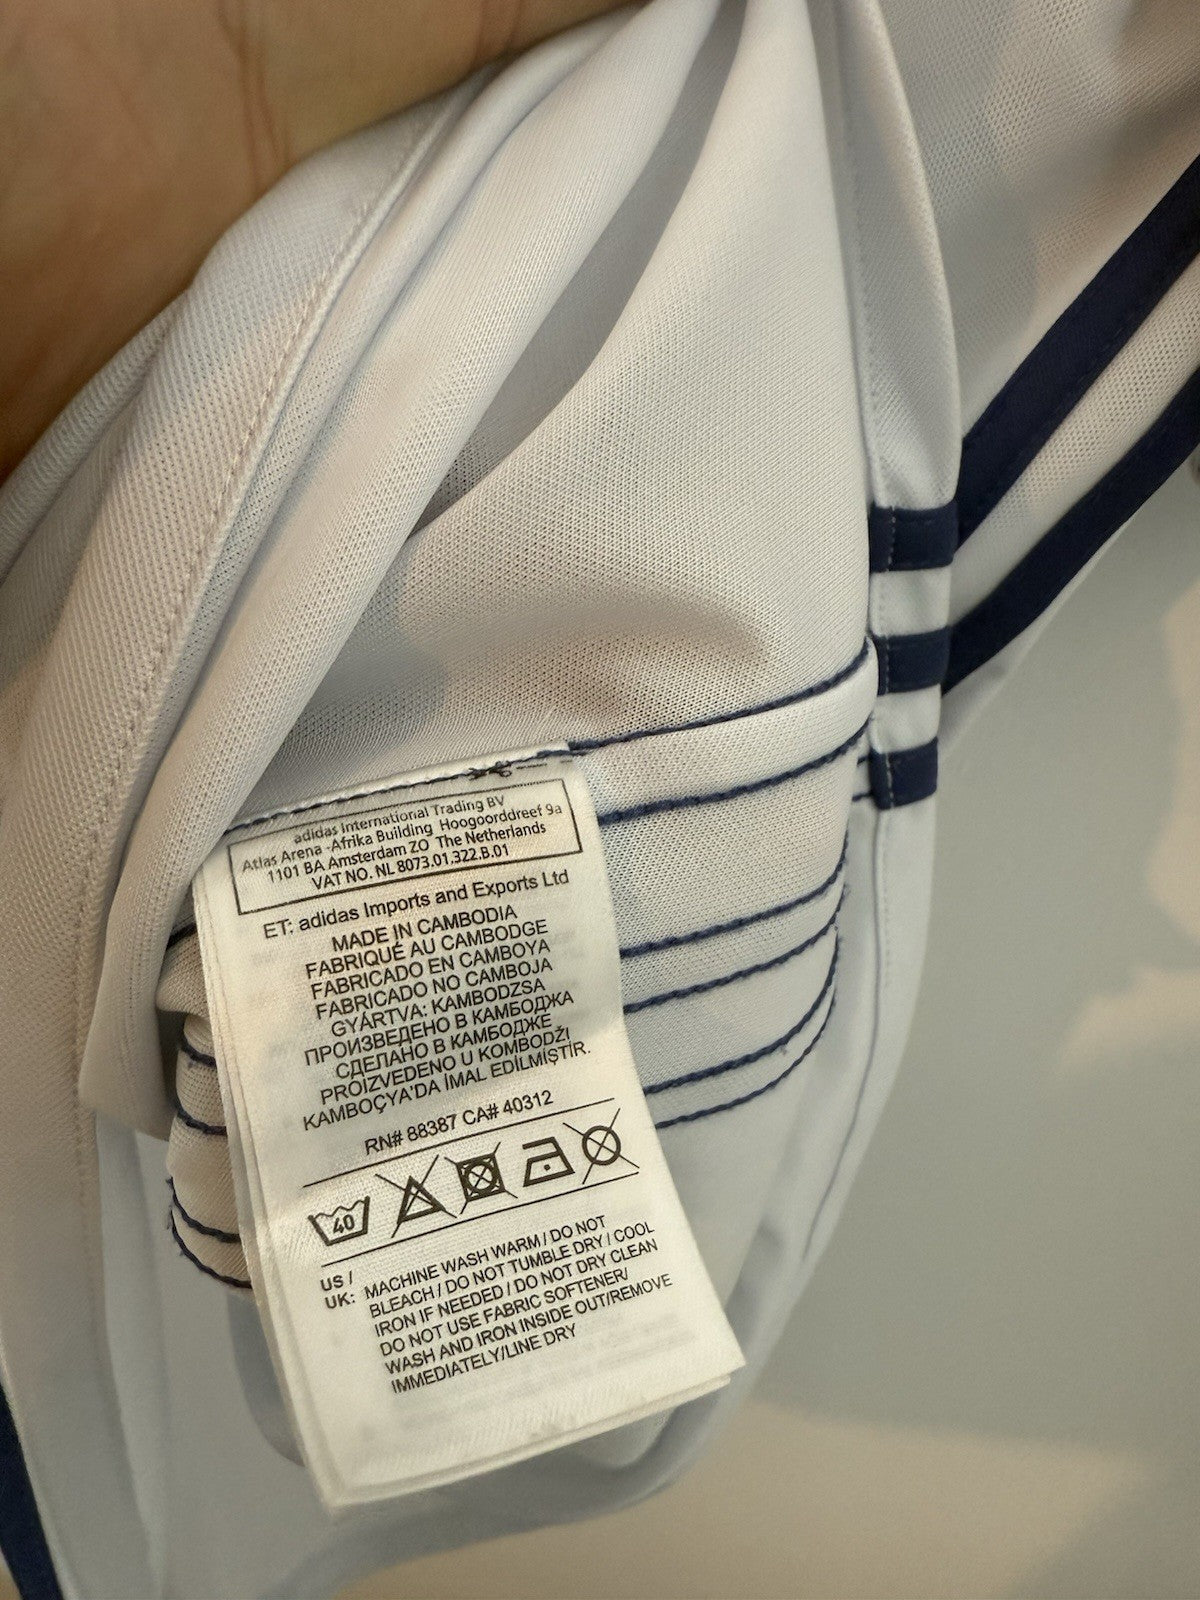 adidas International Trading BV
Atlas Arena -Afrika Building Hoogoorddreef 9a
1101 BA Amsterdam ZO The Netherlands
VAT NO. NL 8073.01.322.B.01
ET: adidas Imports and Exports Ltd
MADE IN CAMBODIA
FABRIQUÉ AU CAMBODGE
FABRICADO EN CAMBOYA
FABRICADO NO CAMBOJA
GYÁRTVA: KAMBODZSA
ПРОИЗВЕДЕНО В КАМБОДЖА
СДЕЛАНО В КАМБОДЖЕ
PROIZVEDENO U KOMBODŽI
KAMBOÇYA'DA İMAL EDİLMİŞTİR.
RN# 88387 CA# 40312
40
US / UK: MACHINE WASH WARM / DO NOT
BLEACH / DO NOT TUMBLE DRY / COOL
IRON IF NEEDED / DO NOT DRY CLEAN
DO NOT USE FABRIC SOFTENER/
WASH AND IRON INSIDE OUT/REMOVE
IMMEDIATELY/LINE DRY